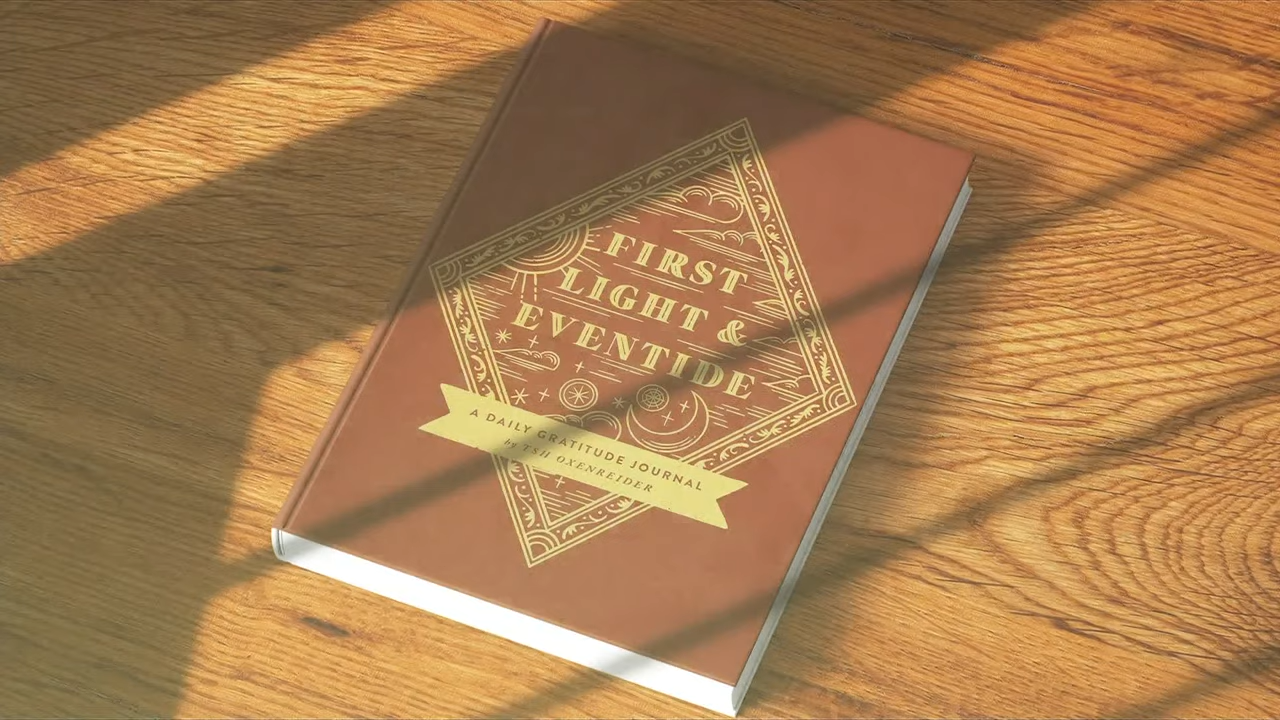 FIRST
LIGHT &
EVENTIDE
A DAILY GRATITUDE JOURNAL
by TSH OXENREIDER